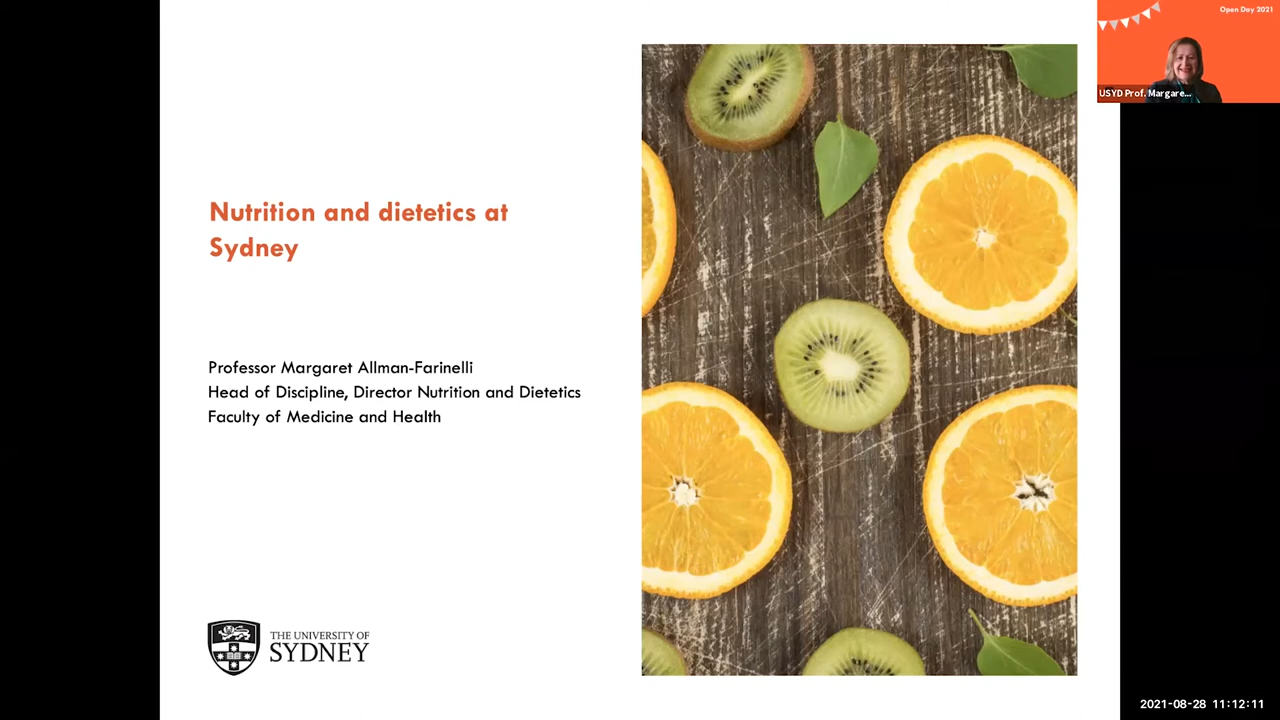 Open Day 2021
USYD Prof. Margare...
Nutrition and dietetics at
Sydney
Professor Margaret Allman-Farinelli
Head of Discipline, Director Nutrition and Dietetics
Faculty of Medicine and Health
THE UNIVERSITY OF
SYDNEY
2021-08-28 11:12:11